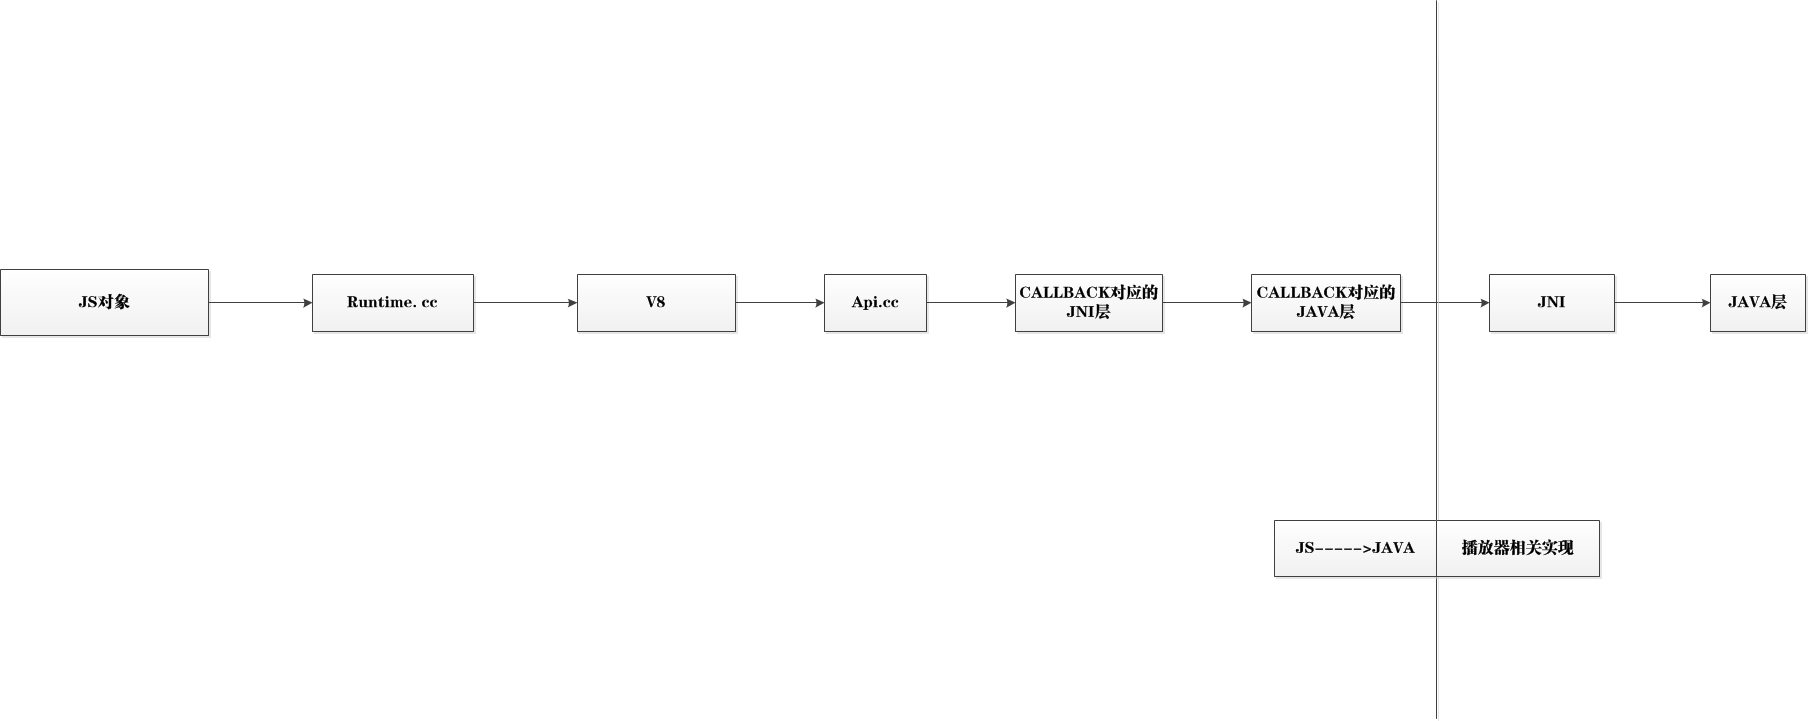 JS对象
Runtime. cc
V8
Api.cc
CALLBACK对应的
JNI层
CALLBACK对应的
JAVA层
JNI
JAVA层
JS----->JAVA
播放器相关实现